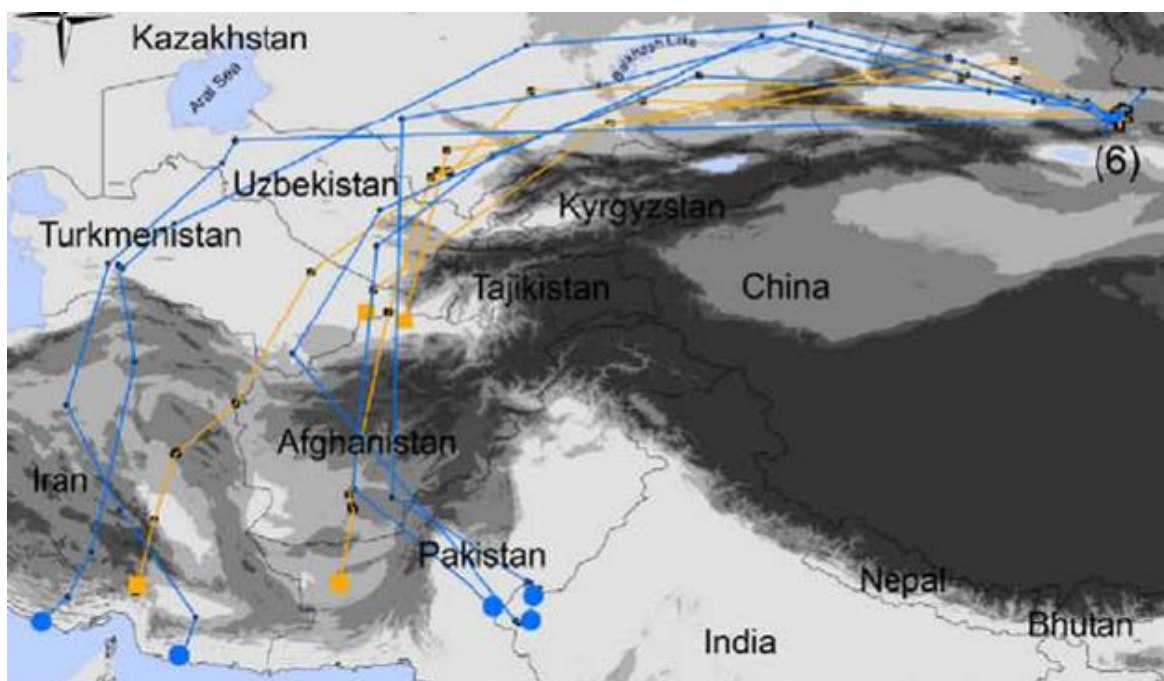 Kazakhstan
Aral Sea
Balkhash Lake
(6)
Uzbekistan
Kyrgyzstan
Turkmenistan
Tajikistan
China
Afghanistan
Iran
Pakistan
Nepal
Bhutan
India